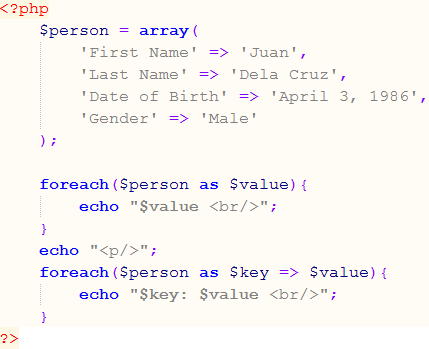 <?php
$person = array(
'First Name' => 'Juan',
'Last Name' => 'Dela Cruz',
'Date of Birth' => 'April 3, 1986',
'Gender' => 'Male'
);
foreach($person as $value){
echo "$value <br/>";
}
echo "<p/>";
foreach($person as $key => $value){
echo "$key: $value <br/>";
}
?>